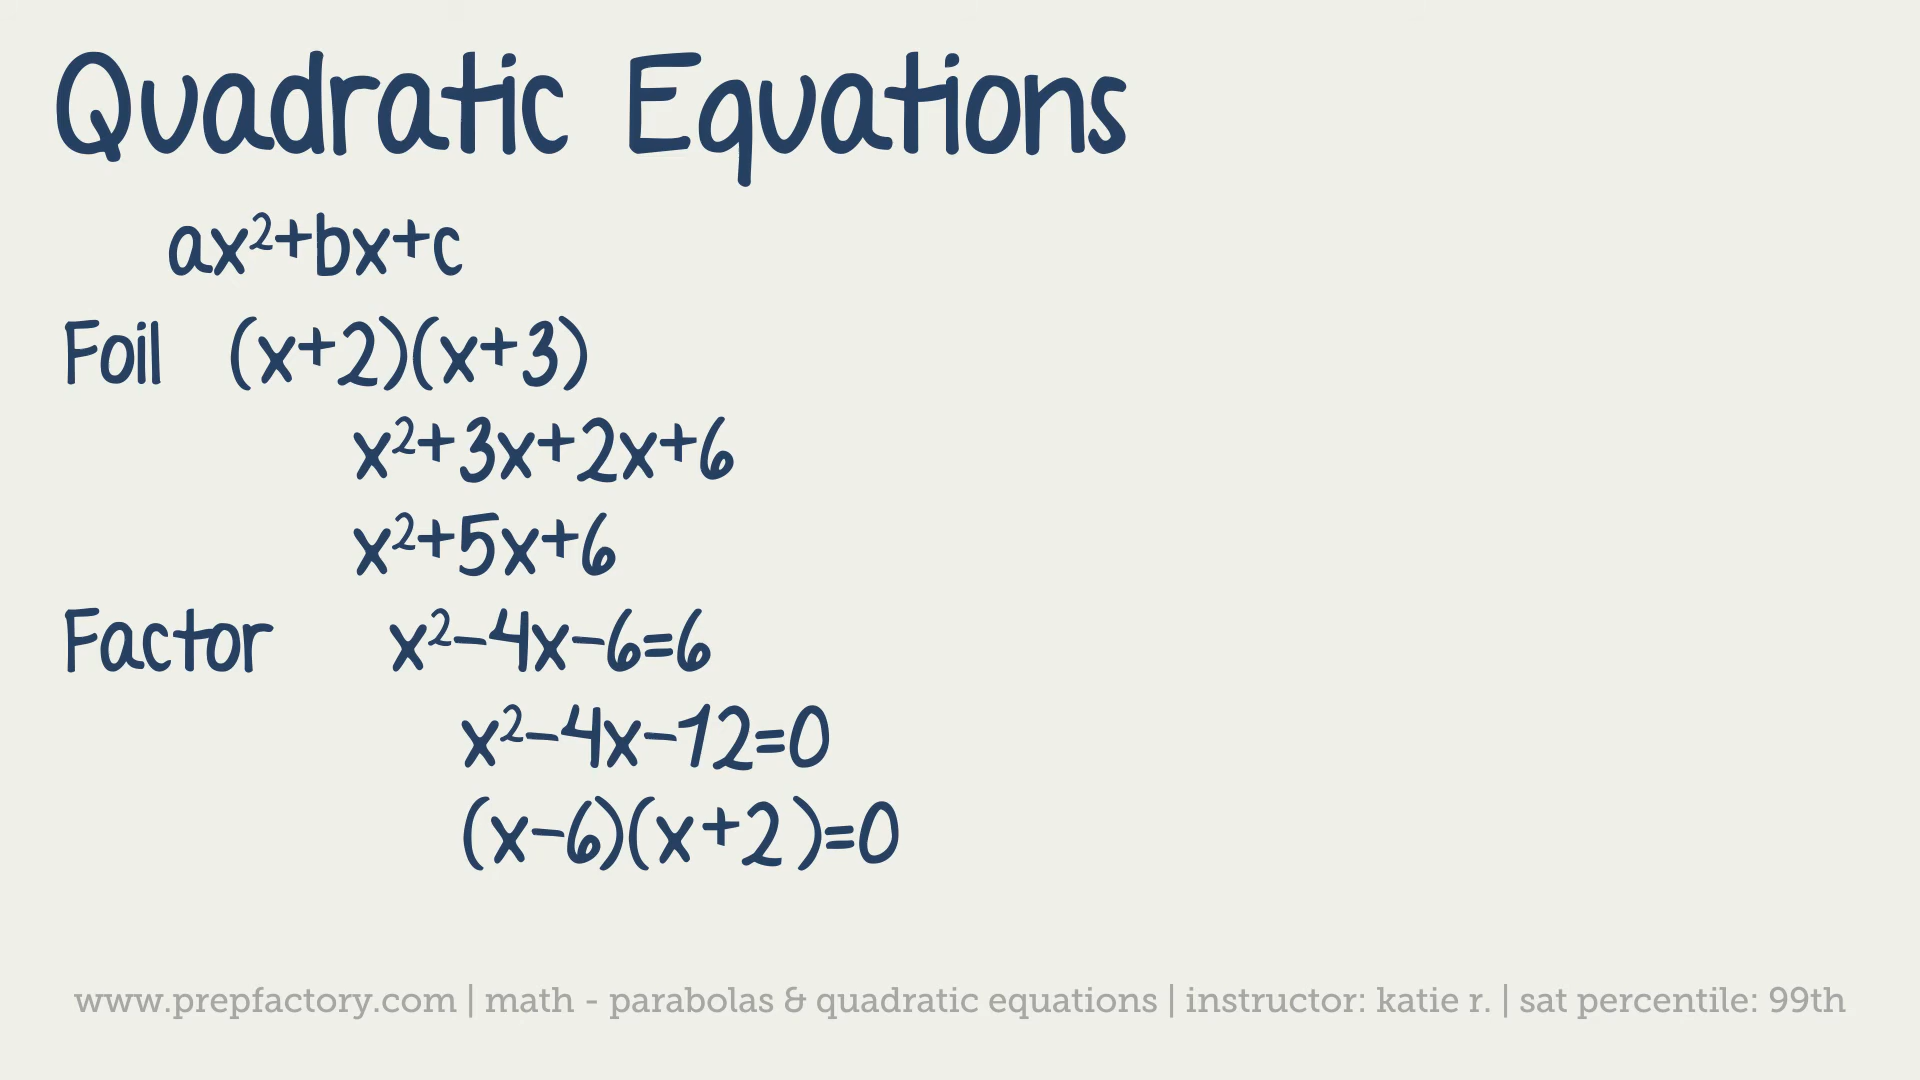 Quadratic Equations
ax²+bx+c
Foil (x+2)(x+3)
x²+3x+2x+6
x²+5x+6
Factor x²-4x-6=6
x²-4x-12=0
(x-6)(x+2 )=0
www.prepfactory.com | math - parabolas & quadratic equations | instructor: katie r. | sat percentile: 99th